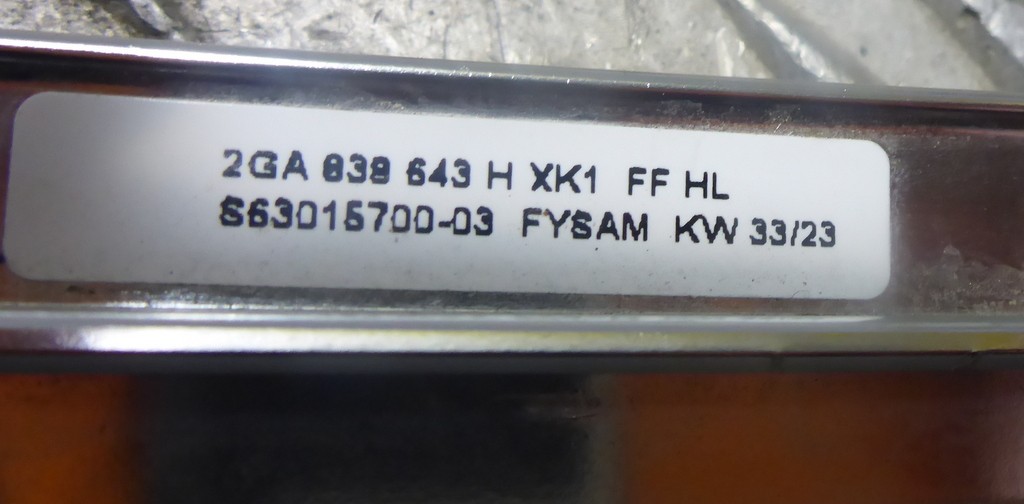 2GA 839 643 H XK1 FF HL
S63015700-03 FYSAM KW 33/23